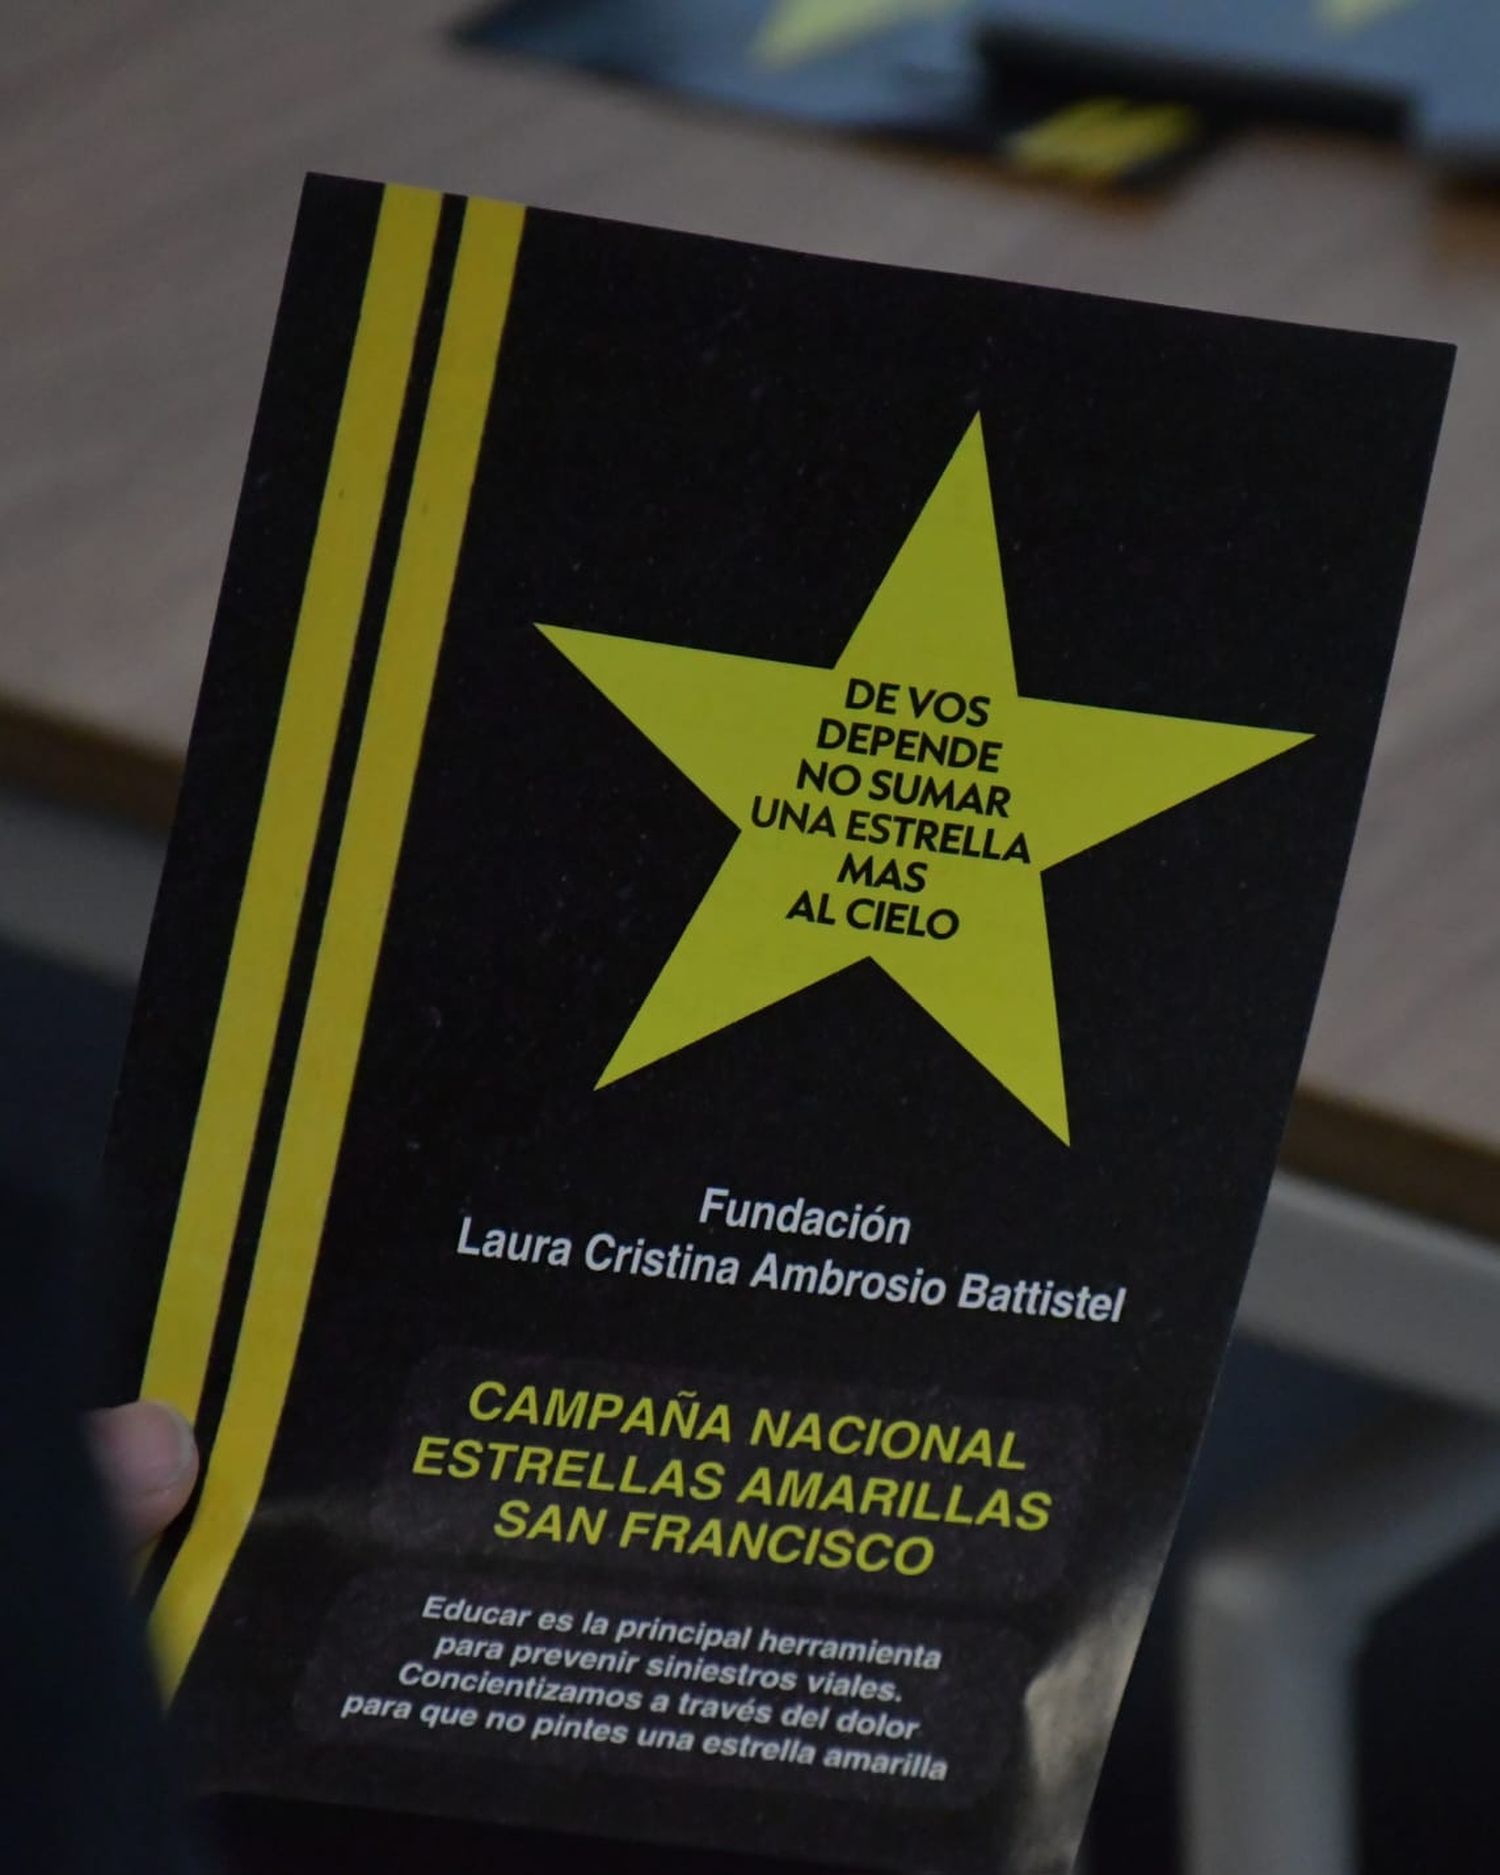 DE VOS
DEPENDE
NO SUMAR
UNA ESTRELLA
MAS
AL CIELO
Fundación
Laura Cristina Ambrosio Battistel
CAMPAÑA NACIONAL
ESTRELLAS AMARILLAS
SAN FRANCISCO
Educar es la principal herramienta
para prevenir siniestros viales.
Concientizamos a través del dolor
para que no pintes una estrella amarilla